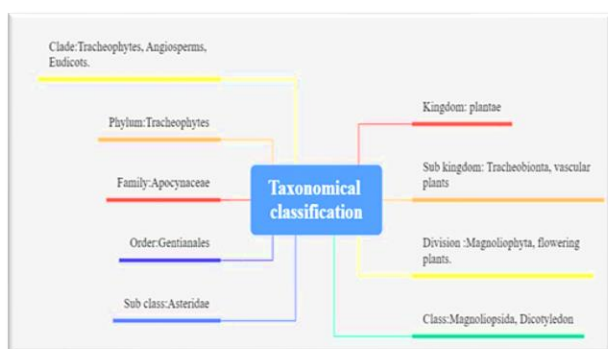 Clade:Tracheophytes, Angiosperms,
Eudicots.
Phylum:Tracheophytes
Family:Apocynaceae
Order:Gentianales
Sub class:Asteridae
Taxonomical
classification
Kingdom: plantae
Sub kingdom: Tracheobionta, vascular
plants
Division :Magnoliophyta, flowering
plants.
Class:Magnoliopsida, Dicotyledon